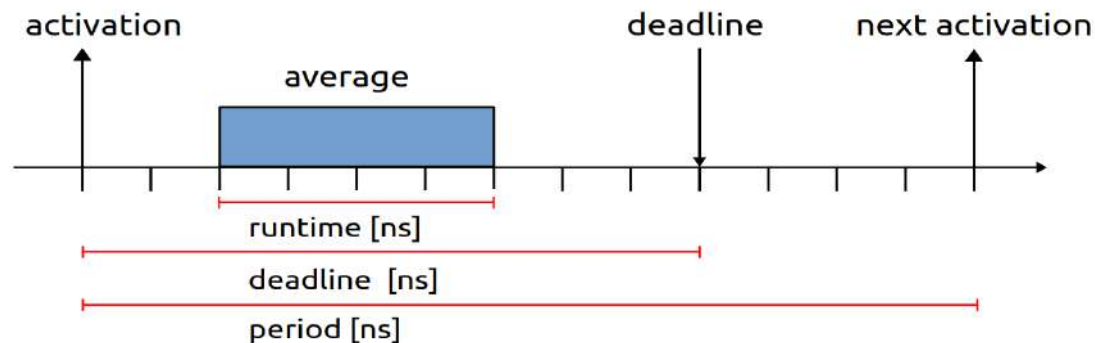 activation deadline next activation
average
runtime [ns]
deadline [ns]
period [ns]